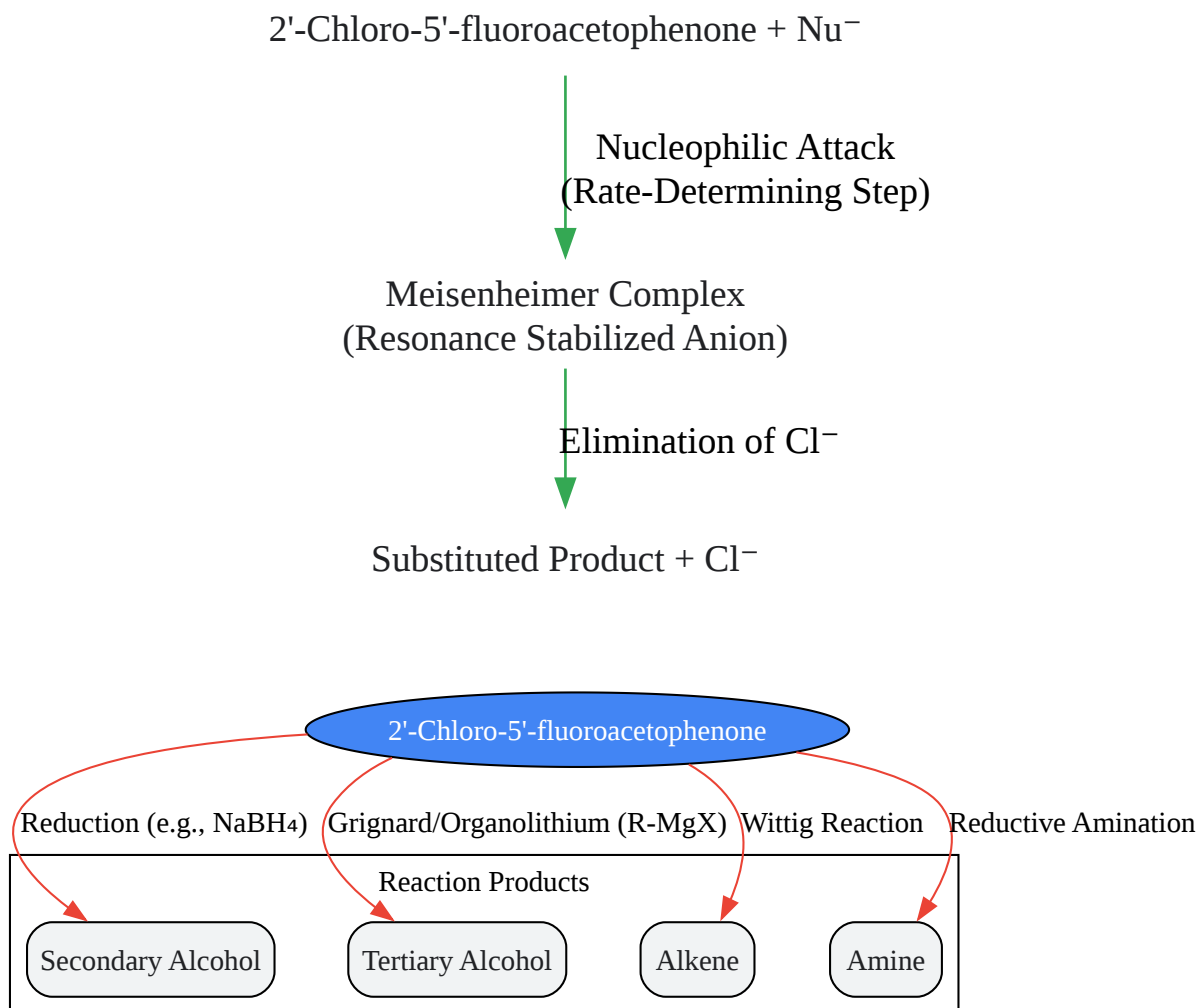 2'-Chloro-5'-fluoroacetophenone + Nu⁻
Nucleophilic Attack
(Rate-Determining Step)
Meisenheimer Complex
(Resonance Stabilized Anion)
Elimination of Cl⁻
Substituted Product + Cl⁻
2'-Chloro-5'-fluoroacetophenone
Reduction (e.g., NaBH₄)
Grignard/Organolithium (R-MgX)
Wittig Reaction
Reductive Amination
Reaction Products
Secondary Alcohol
Tertiary Alcohol
Alkene
Amine